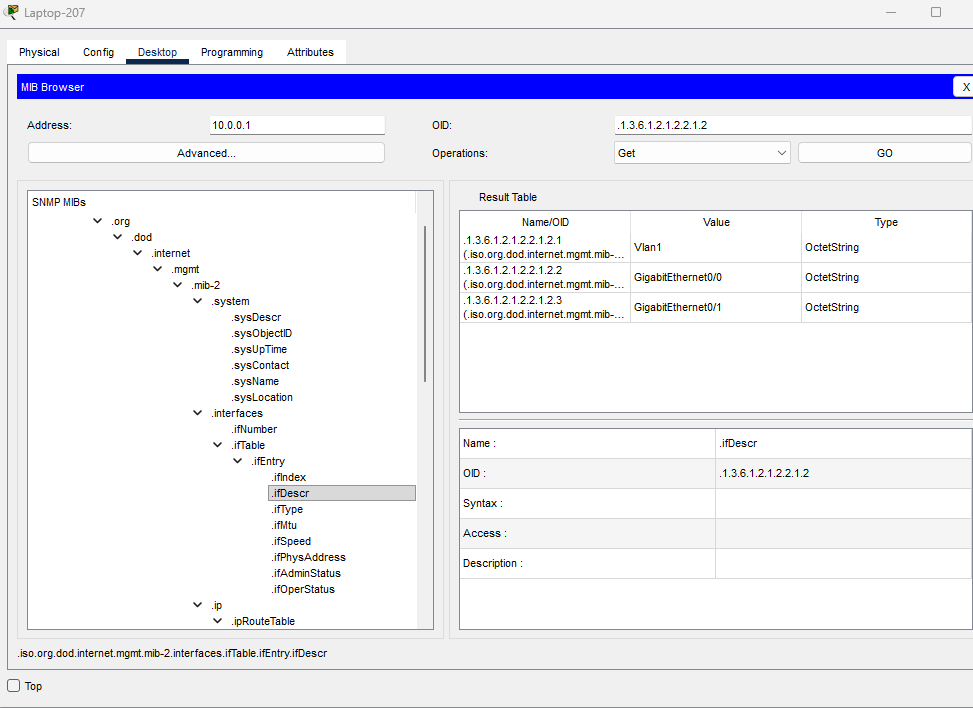 Laptop-207
Physical Config Desktop Programming Attributes
MIB Browser X
Address: 10.0.0.1 OID: .1.3.6.1.2.1.2.2.1.2
Advanced... Operations: Get GO
SNMP MIBs
.org
.dod
.internet
.mgmt
.mib-2
.system
.sysDescr
.sysObjectID
.sysUpTime
.sysContact
.sysName
.sysLocation
.interfaces
.ifNumber
.ifTable
.ifEntry
.ifIndex
.ifDescr
.ifType
.ifMtu
.ifSpeed
.ifPhysAddress
.ifAdminStatus
.ifOperStatus
.ip
.ipRouteTable
Result Table
Name/OID Value Type
.1.3.6.1.2.1.2.2.1.2.1
(.iso.org.dod.internet.mgmt.mib-... Vlan1 OctetString
.1.3.6.1.2.1.2.2.1.2.2
(.iso.org.dod.internet.mgmt.mib-... GigabitEthernet0/0 OctetString
.1.3.6.1.2.1.2.2.1.2.3
(.iso.org.dod.internet.mgmt.mib-... GigabitEthernet0/1 OctetString
Name : .ifDescr
OID : .1.3.6.1.2.1.2.2.1.2
Syntax :
Access :
Description :
.iso.org.dod.internet.mgmt.mib-2.interfaces.ifTable.ifEntry.ifDescr
Top